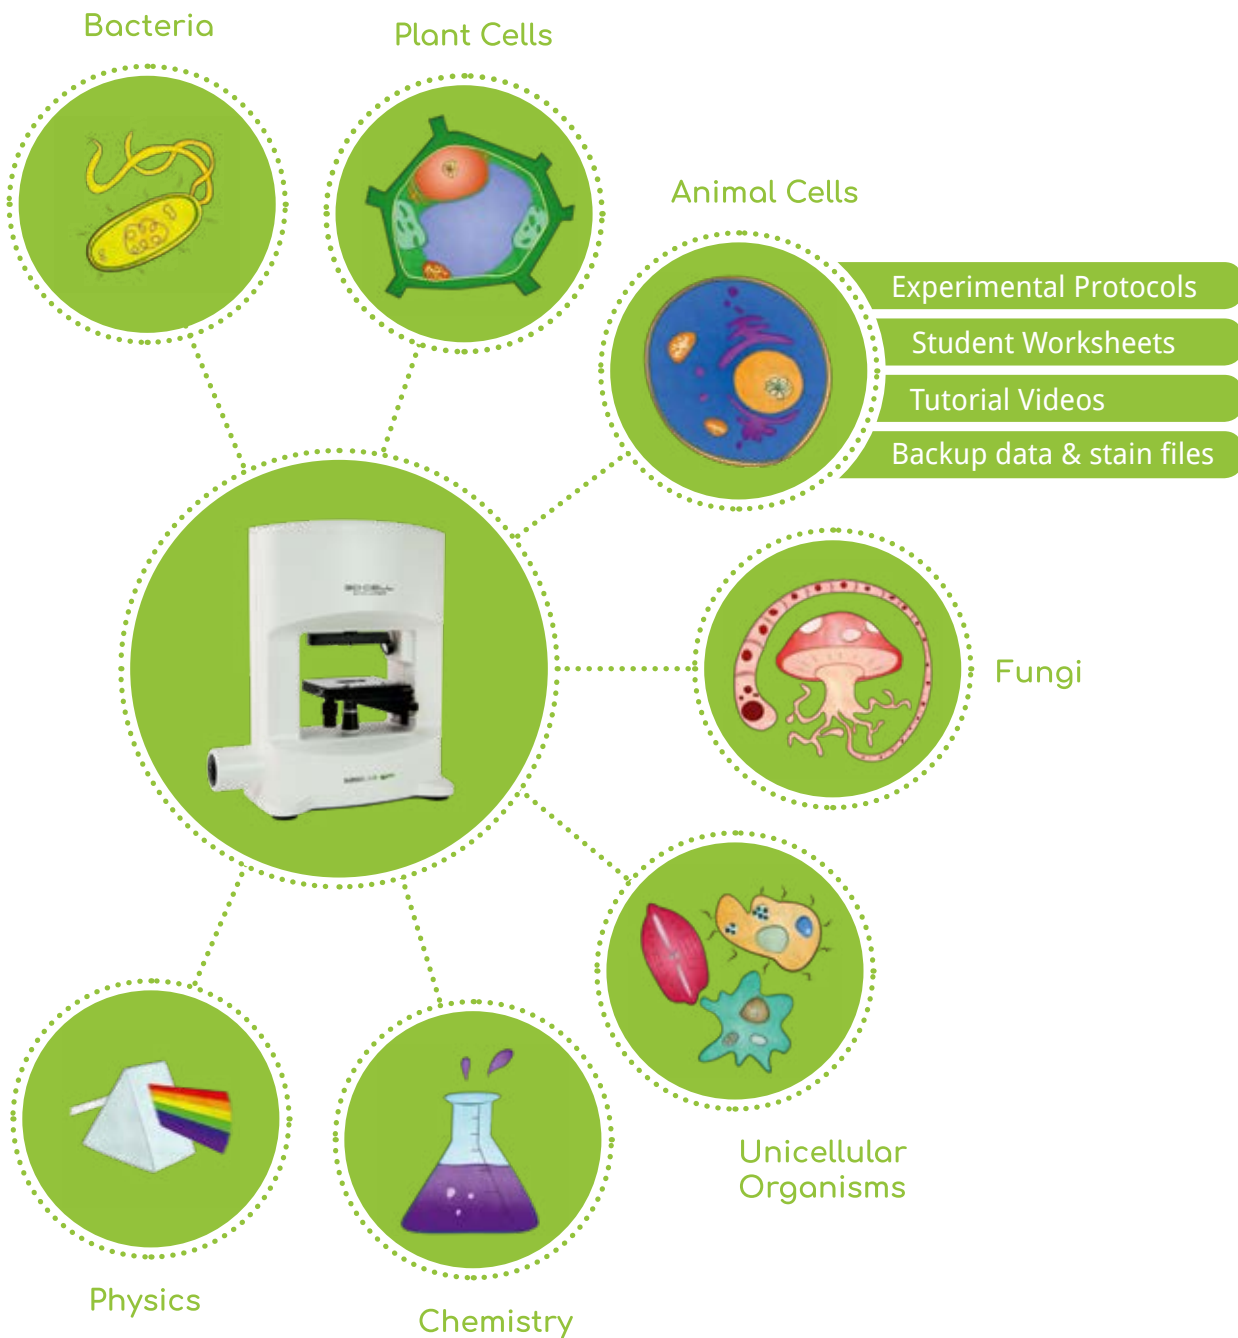 Bacteria
Plant Cells
Animal Cells
Experimental Protocols
Student Worksheets
Tutorial Videos
Backup data & stain files
Fungi
Unicellular
Organisms
Physics
Chemistry